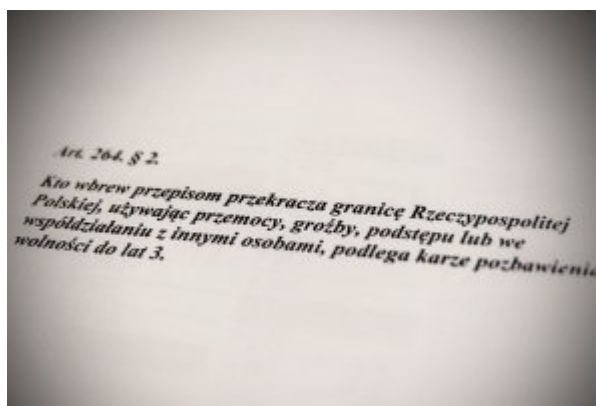 Art. 264. § 2.
Kto wbrew przepisom przekracza granicę Rzeczypospolitej
Polskiej, używając przemocy, groźby, podstępu lub we
współdziałaniu z innymi osobami, podlega karze pozbawienia
wolności do lat 3.